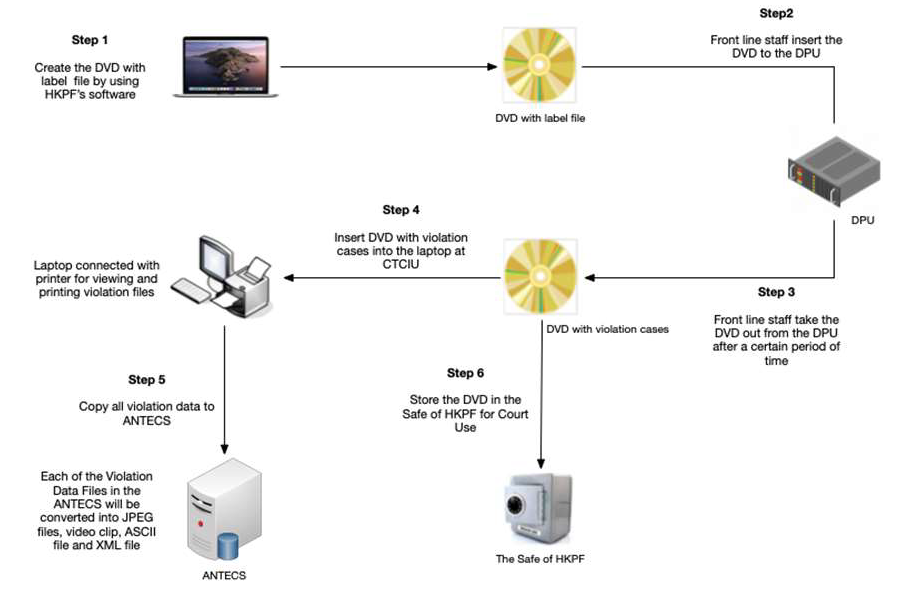 Step 1
Create the DVD with
label  file by using
HKPF's software
DVD with label file
Step2
Front line staff insert the
DVD to the DPU
DPU
Step 3
Front line staff take the
DVD out from the DPU
after a certain period of
time
DVD with violation cases
Step 4
Insert DVD with violation
cases into the laptop at
CTCIU
Laptop connected with
printer for viewing and
printing violation files
Step 5
Copy all violation data to
ANTECS
Each of the Violation
Data Files in the
ANTECS will be
converted into JPEG
files, video clip, ASCII
file and XML file
ANTECS
Step 6
Store the DVD in the
Safe of HKPF for Court
Use
The Safe of HKPF